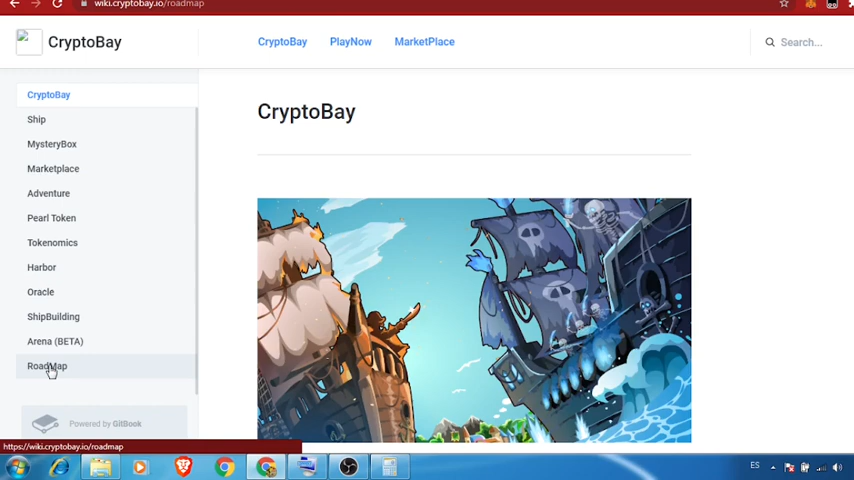 wiki.cryptobay.io/roadmap
CryptoBay
CryptoBay PlayNow MarketPlace
Search...
CryptoBay
Ship
MysteryBox
Marketplace
Adventure
Pearl Token
Tokenomics
Harbor
Oracle
ShipBuilding
Arena (BETA)
RoadMap
Powered by GitBook
CryptoBay
https://wiki.cryptobay.io/roadmap
ES